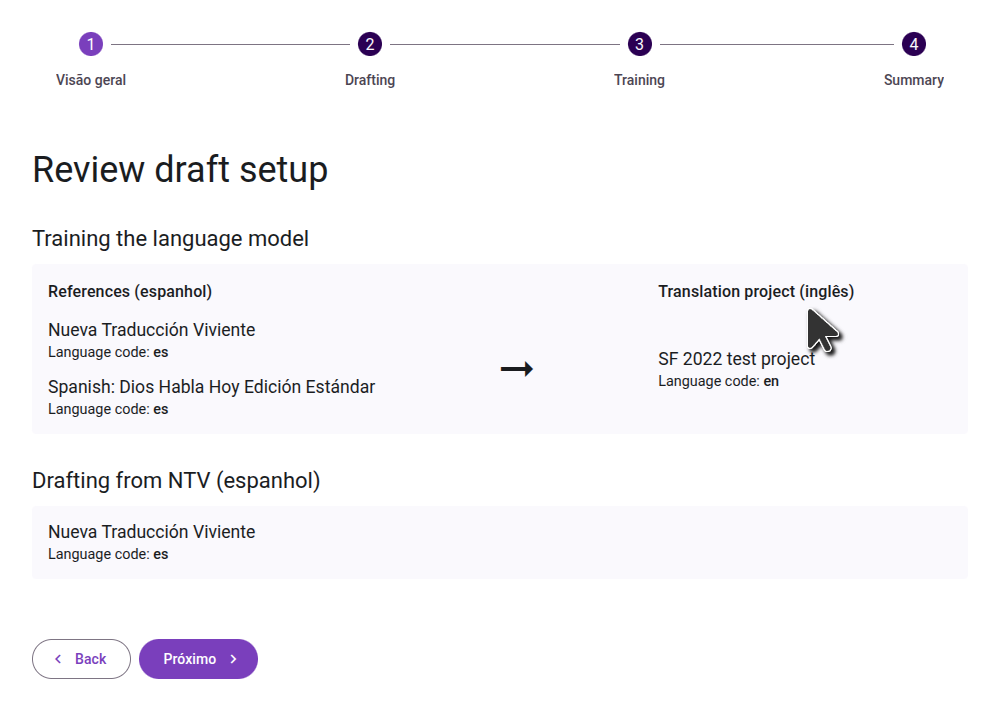 1
2
3
4
Visão geral
Drafting
Training
Summary
Review draft setup
Training the language model
References (espanhol)
Nueva Traducción Viviente
Language code: es
Spanish: Dios Habla Hoy Edición Estándar
Language code: es
Translation project (inglês)
SF 2022 test project
Language code: en
Drafting from NTV (espanhol)
Nueva Traducción Viviente
Language code: es
Back
Próximo